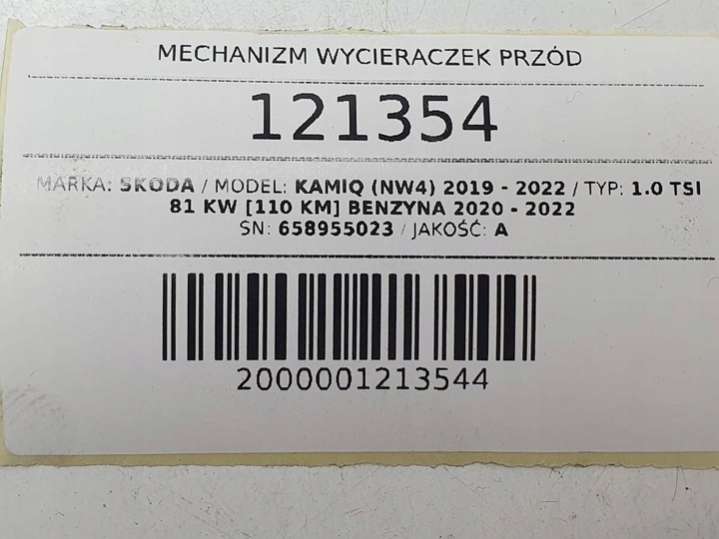 MECHANIZM WYCIERACZEK PRZÓD
121354
MARKA: SKODA / MODEL: KAMIQ (NW4) 2019 - 2022 / TYP: 1.0 TSI
81 KW [110 KM] BENZYNA 2020 - 2022
SN: 658955023 / JAKOŚĆ: A
2000001213544